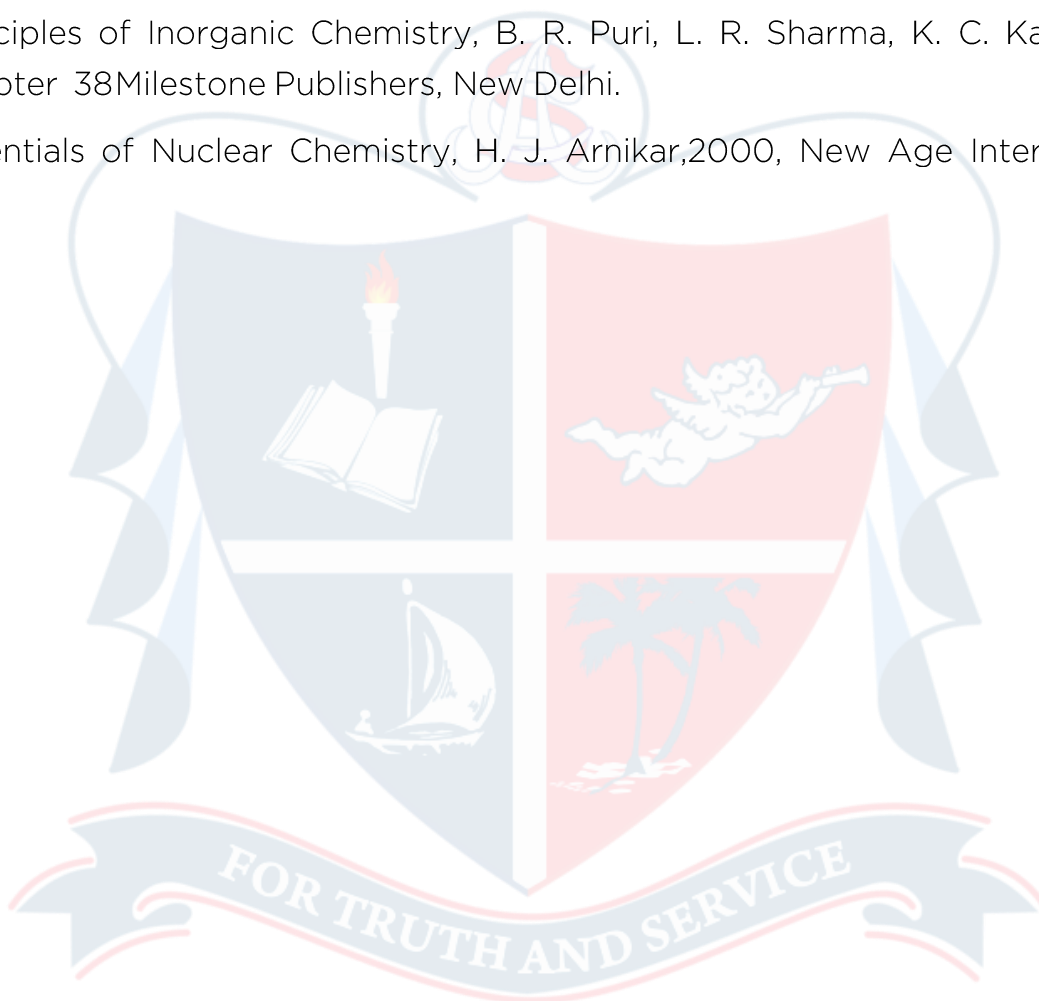 ciples of Inorganic Chemistry, B. R. Puri, L. R. Sharma, K. C. Ka
pter 38Milestone Publishers, New Delhi.
entials of Nuclear Chemistry, H. J. Arnikar,2000, New Age Inter
FOR TRUTH AND SERVICE